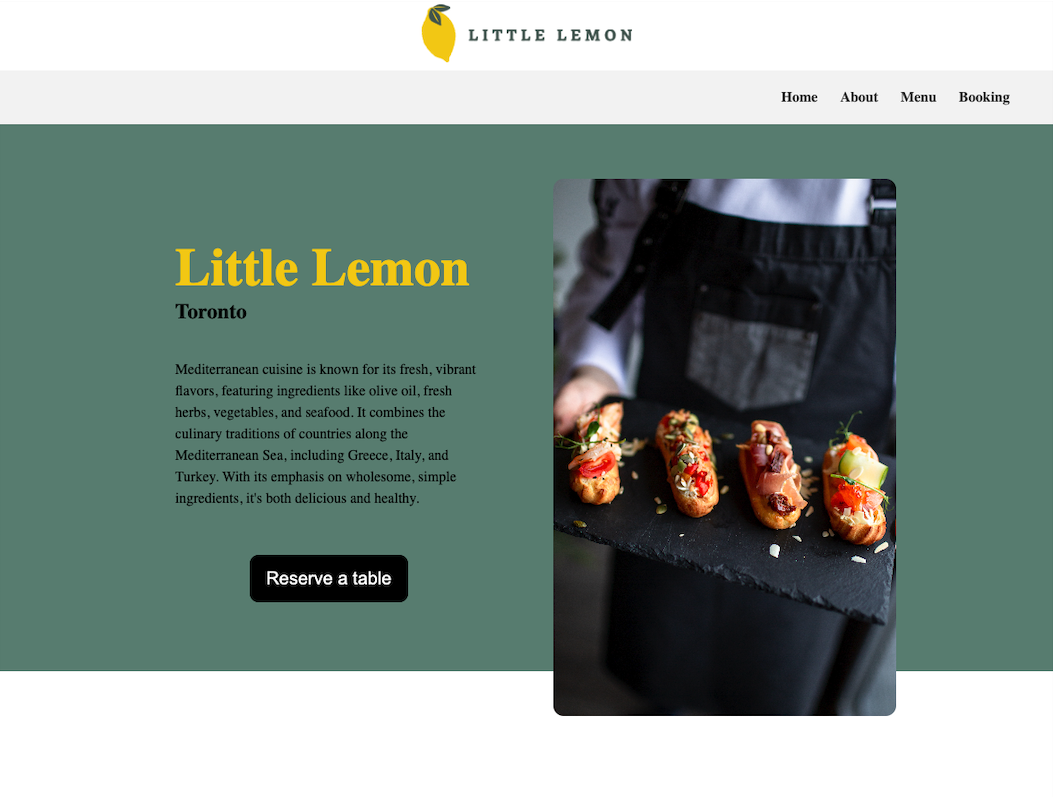 LITTLE LEMON
Home About Menu Booking
Little Lemon
Toronto
Mediterranean cuisine is known for its fresh, vibrant
flavors, featuring ingredients like olive oil, fresh
herbs, vegetables, and seafood. It combines the
culinary traditions of countries along the
Mediterranean Sea, including Greece, Italy, and
Turkey. With its emphasis on wholesome, simple
ingredients, it's both delicious and healthy.
Reserve a table